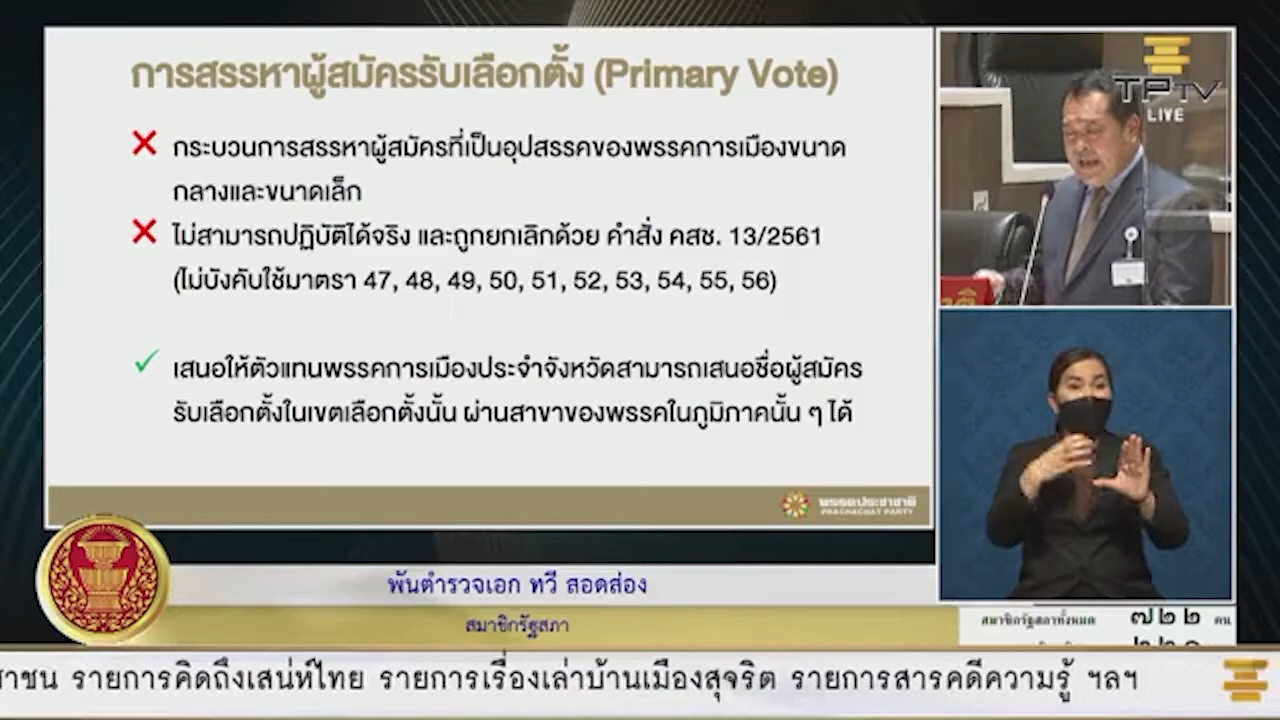 การสรรหาผู้สมัครรับเลือกตั้ง (Primary Vote)
กระบวนการสรรหาผู้สมัครที่เป็นอุปสรรคของพรรคการเมืองขนาด
กลางและขนาดเล็ก
ไม่สามารถปฏิบัติได้จริง และถูกยกเลิกด้วย คำสั่ง คสช. 13/2561
(ไม่บังคับใช้มาตรา 47, 48, 49, 50, 51, 52, 53, 54, 55, 56)
เสนอให้ตัวแทนพรรคการเมืองประจำจังหวัดสามารถเสนอชื่อผู้สมัคร
รับเลือกตั้งในเขตเลือกตั้งนั้น ผ่านสาขาของพรรคในภูมิภาคนั้น ๆ ได้
พรรคประชาชาติ
PRACHACHAT PARTY
TPTV
LIVE
พันตำรวจเอก ทวี สอดส่อง
สมาชิกรัฐสภา
สมาชิกรัฐสภาทั้งหมด ๗๒๒ คน
รายการคิดถึงเสน่ห์ไทย รายการเรื่องเล่าบ้านเมืองสุจริต รายการสารคดีความรู้ ฯลฯ